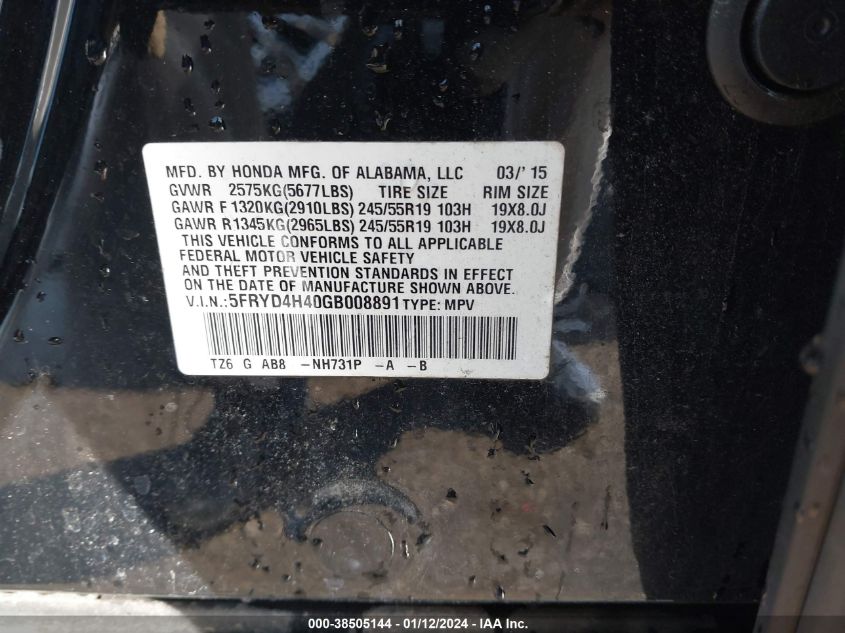 MFD. BY HONDA MFG. OF ALABAMA, LLC 03/' 15
GVWR 2575KG(5677LBS) TIRE SIZE RIM SIZE
GAWR F 1320KG(2910LBS) 245/55R19 103H 19X8.0J
GAWR R1345KG(2965LBS) 245/55R19 103H 19X8.0J
THIS VEHICLE CONFORMS TO ALL APPLICABLE
FEDERAL MOTOR VEHICLE SAFETY
AND THEFT PREVENTION STANDARDS IN EFFECT
ON THE DATE OF MANUFACTURE SHOWN ABOVE.
V.I.N.:5FRYD4H40GB008891 TYPE: MPV
TZ6 G AB8 -NH731P -A -B
000-38505144 - 01/12/2024 - IAA Inc.